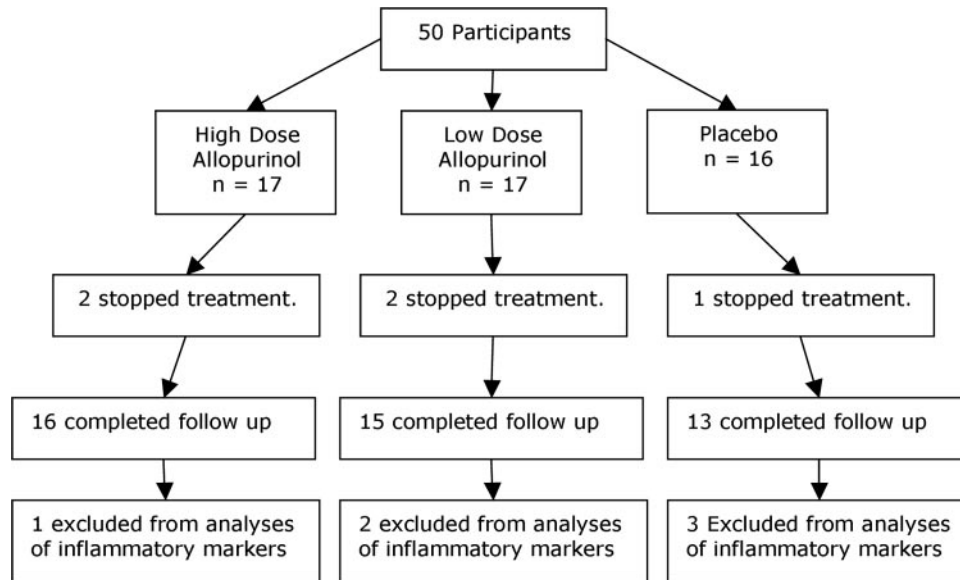 50 Participants
High Dose
Allopurinol
n = 17
Low Dose
Allopurinol
n = 17
Placebo
n = 16
2 stopped treatment.
2 stopped treatment.
1 stopped treatment.
16 completed follow up
15 completed follow up
13 completed follow up
1 excluded from analyses
of inflammatory markers
2 excluded from analyses
of inflammatory markers
3 Excluded from analyses
of inflammatory markers